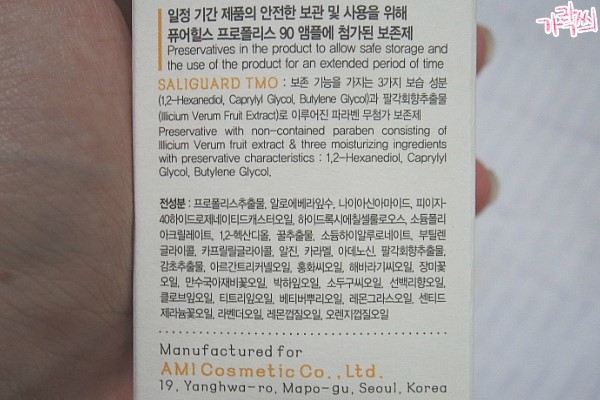 가락찌
일정 기간 제품의 안전한 보관 및 사용을 위해
퓨어힐스 프로폴리스 90 앰플에 첨가된 보존제
Preservatives in the product to allow safe storage and
the use of the product for an extended period of time
SALIGUARD TMO : 보존 기능을 가지는 3가지 보습 성분
(1,2-Hexanediol, Caprylyl Glycol, Butylene Glycol)과 팔각회향추출물
(Illicium Verum Fruit Extract)로 이루어진 파라벤 무첨가 보존제
Preservative with non-contained paraben consisting of
Illicium Verum fruit extract & three moisturizing ingredients
with preservative characteristics : 1,2-Hexanediol, Caprylyl
Glycol, Butylene Glycol.
전성분 : 프로폴리스추출물, 알로에베라잎수, 나이아신아마이드, 피이지-
40하이드로제네이티드캐스터오일, 하이드록시에칠셀룰로오스, 소듐폴리
아크릴레이트, 1,2-헥산디올, 꿀추출물, 소듐하이알루로네이트, 부틸렌
글라이콜, 카프릴릴글라이콜, 알진, 카라멜, 아데노신, 팔각회향추출물,
감초추출물, 아르간트리커넬오일, 홍화씨오일, 해바라기씨오일, 장미꽃
오일, 만수국아재비꽃오일, 박하잎오일, 소두구씨오일, 선백리향오일,
클로브잎오일, 티트리잎오일, 베티버뿌리오일, 레몬그라스오일, 센티드
제라늄꽃오일, 라벤더오일, 레몬껍질오일, 오렌지껍질오일
Manufactured for
AMI Cosmetic Co., Ltd.
19, Yanghwa-ro, Mapo-gu, Seoul, Korea